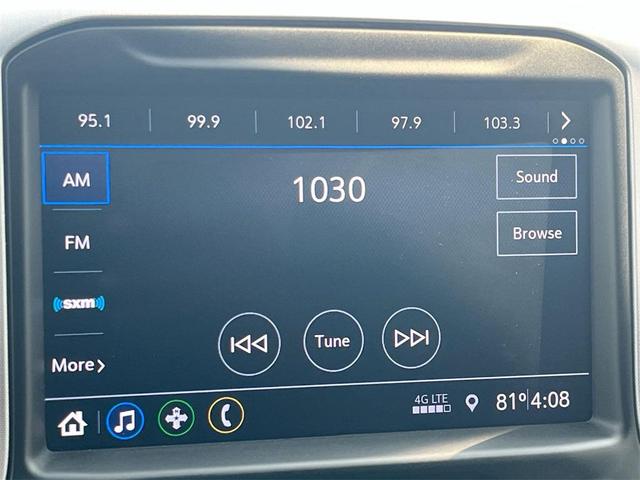 95.1 99.9 102.1 97.9 103.3
AM 1030 Sound
FM Browse
sxm
Tune
More
4G LTE
81° 4:08